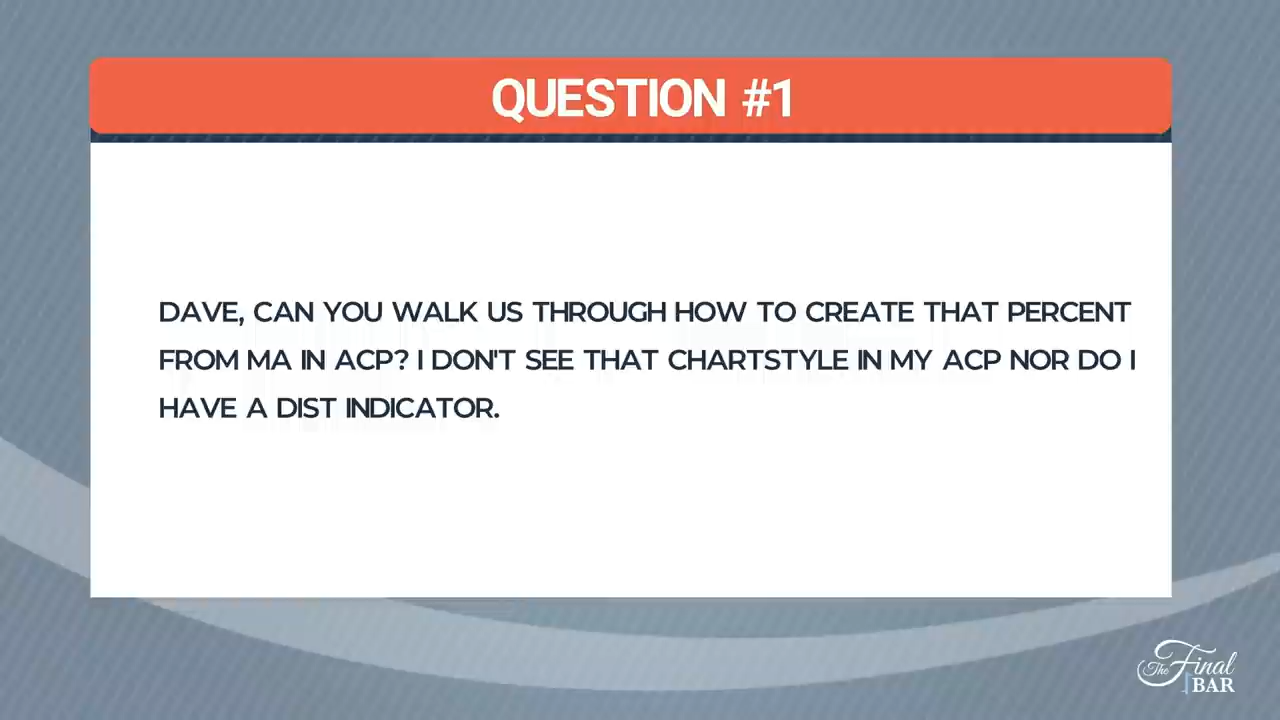 QUESTION #1
DAVE, CAN YOU WALK US THROUGH HOW TO CREATE THAT PERCENT
FROM MA IN ACP? I DON'T SEE THAT CHARTSTYLE IN MY ACP NOR DO I
HAVE A DIST INDICATOR.
The Final
BAR